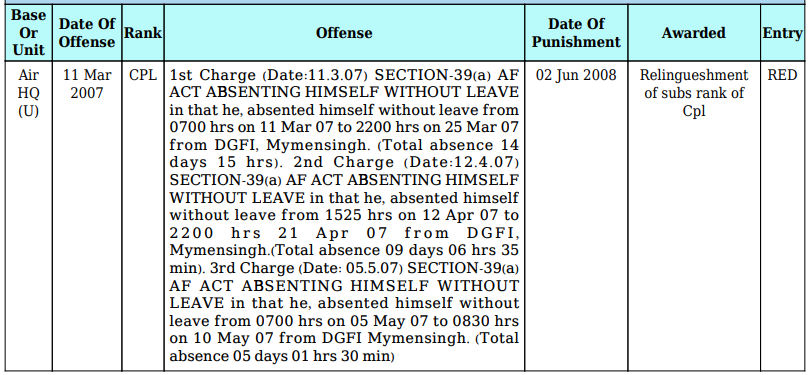 Base Or Unit
Date Of Offense
Rank
Offense
Date Of Punishment
Awarded
Entry
Air HQ (U)
11 Mar 2007
CPL
1st Charge (Date:11.3.07) SECTION-39(a) AF
ACT ABSENTING HIMSELF WITHOUT LEAVE
in that he, absented himself without leave from
0700 hrs on 11 Mar 07 to 2200 hrs on 25 Mar 07
from DGFI, Mymensingh. (Total absence 14
days 15 hrs). 2nd Charge (Date:12.4.07)
SECTION-39(a) AF ACT ABSENTING HIMSELF
WITHOUT LEAVE in that he, absented himself
without leave from 1525 hrs on 12 Apr 07 to
2200 hrs 21 Apr 07 from DGFI,
Mymensingh.(Total absence 09 days 06 hrs 35
min). 3rd Charge (Date: 05.5.07) SECTION-39(a)
AF ACT ABSENTING HIMSELF WITHOUT
LEAVE in that he, absented himself without
leave from 0700 hrs on 05 May 07 to 0830 hrs
on 10 May 07 from DGFI Mymensingh. (Total
absence 05 days 01 hrs 30 min)
02 Jun 2008
Relingueshment
of subs rank of
Cpl
RED